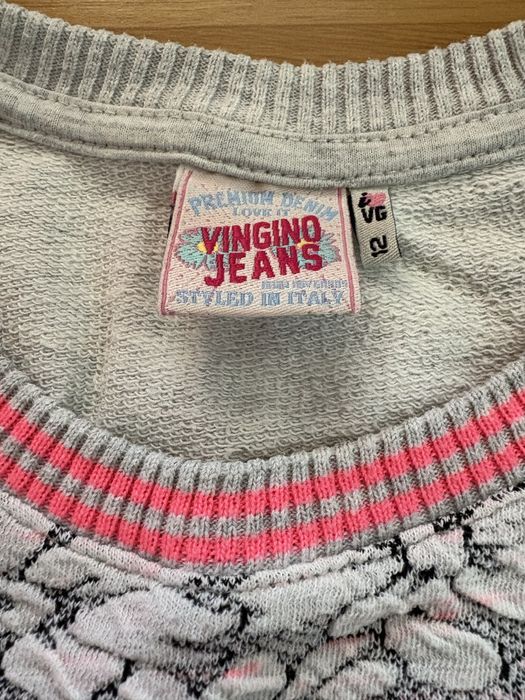 PREMIUM DENIM
LOVE IT
VINGINO
JEANS
STYLED IN ITALY
i
VG
12